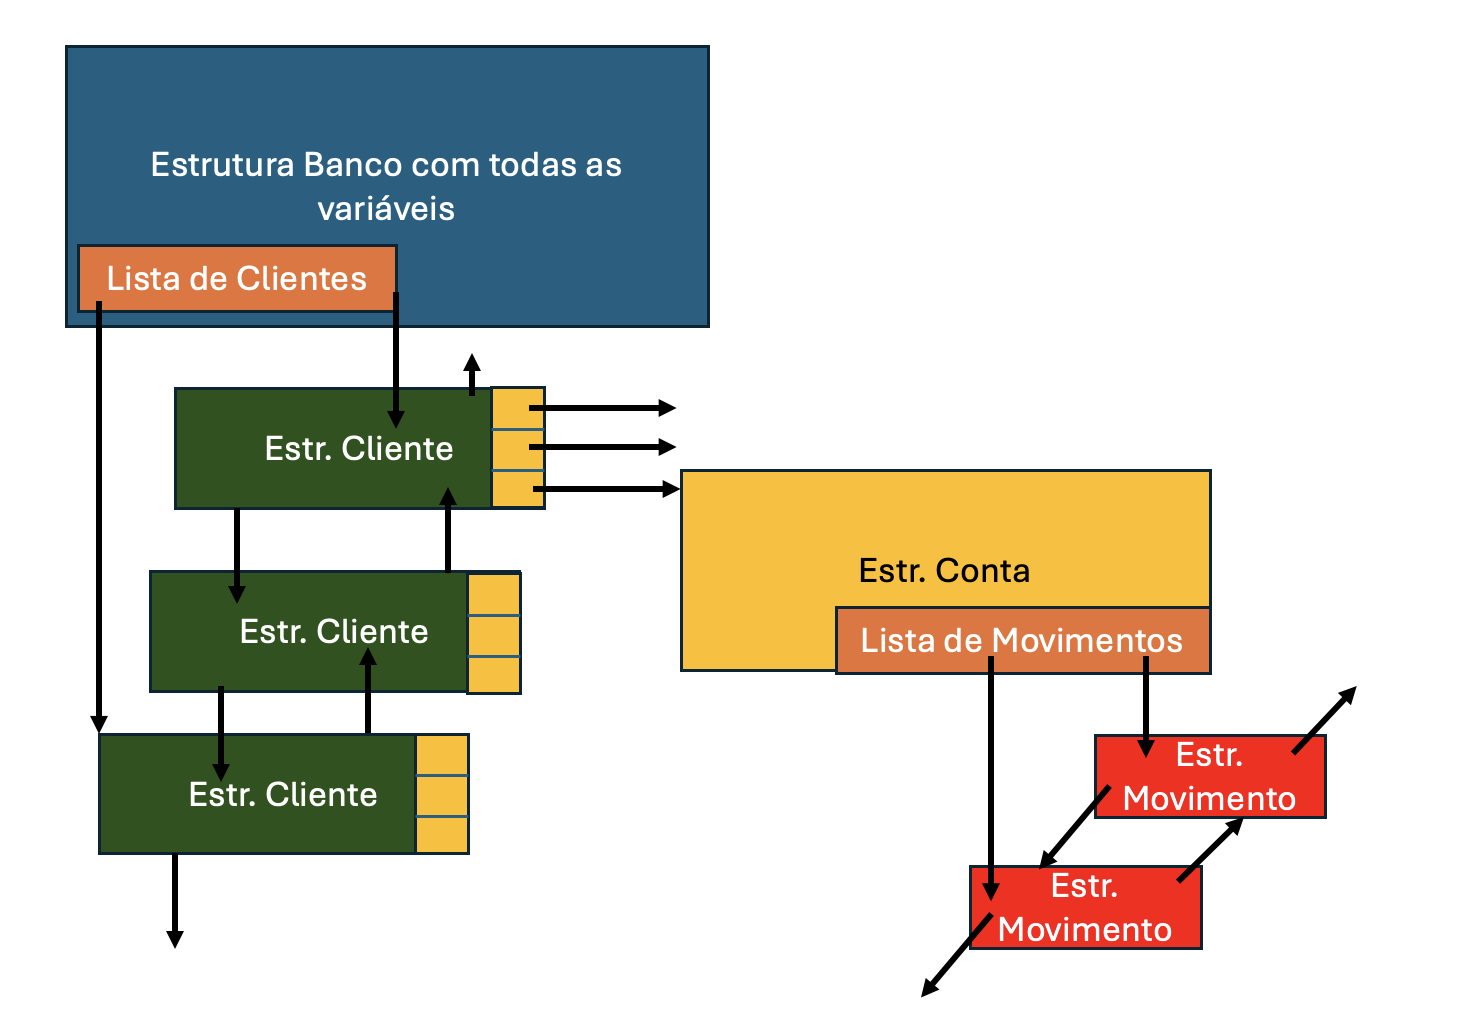 Estrutura Banco com todas as
variáveis
Lista de Clientes
Estr. Cliente
Estr. Cliente
Estr. Cliente
Estr. Conta
Lista de Movimentos
Estr.
Movimento
Estr.
Movimento